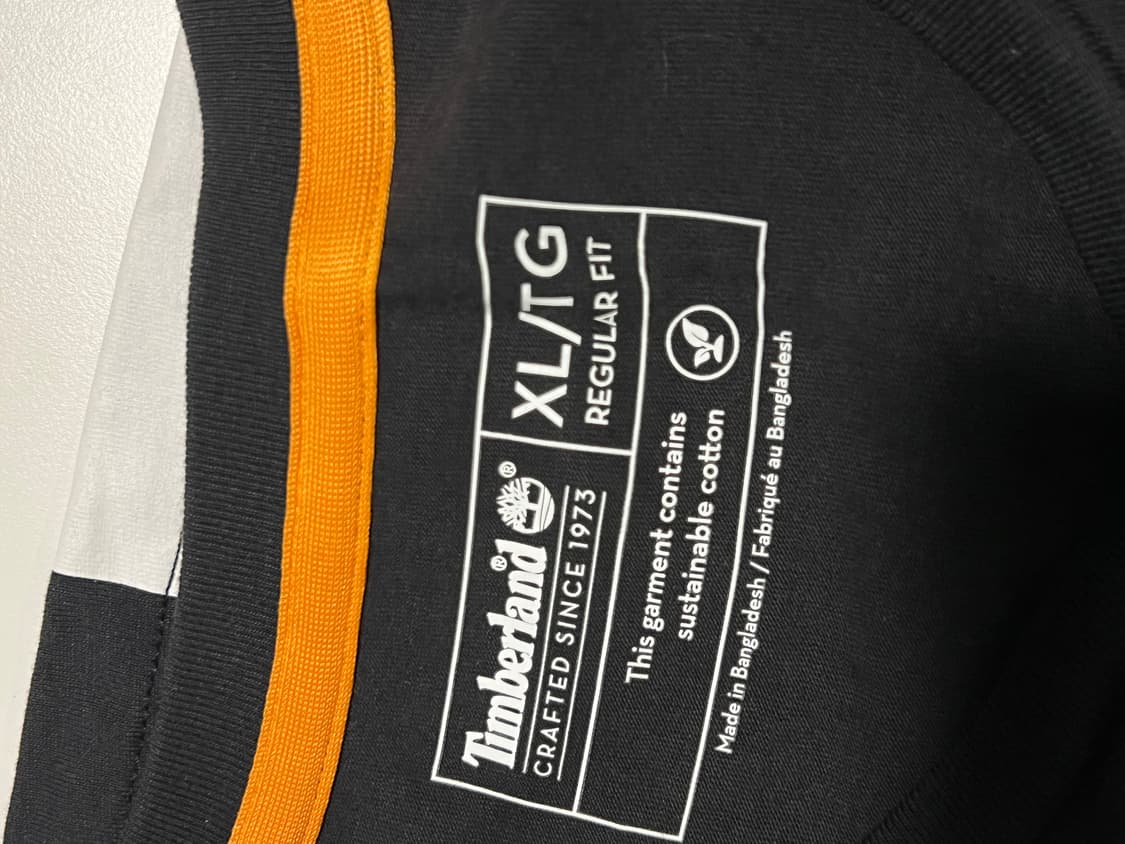 Timberland®®
CRAFTED SINCE 1973
XL/TG
REGULAR FIT
This garment contains
sustainable cotton
Made in Bangladesh / Fabriqué au Bangladesh